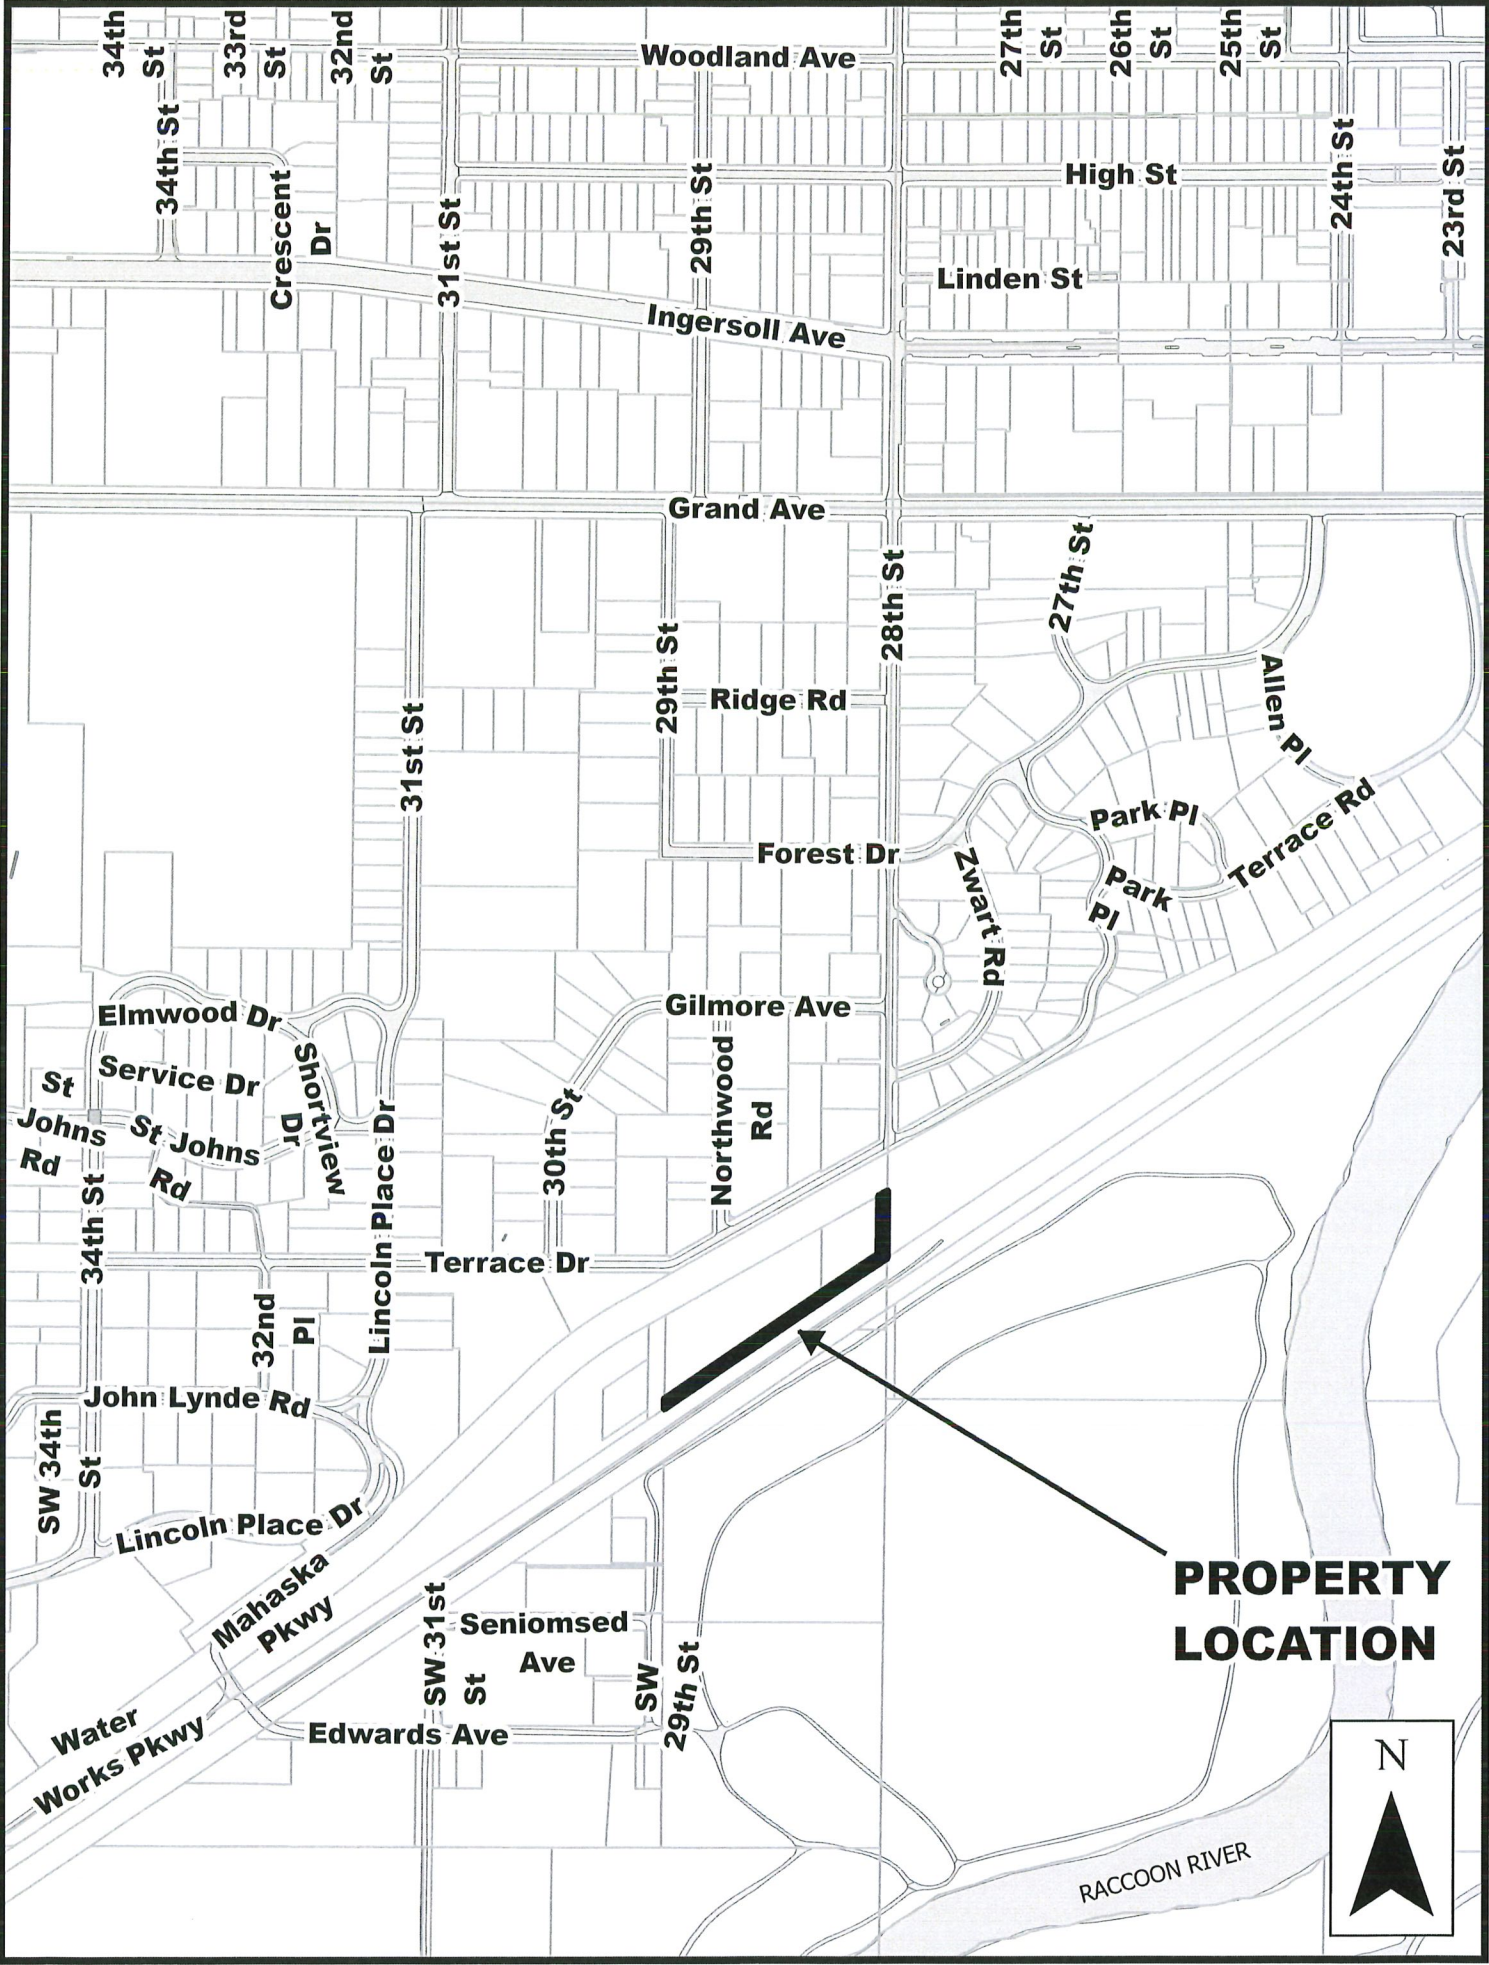 34th
St
33rd
St
32nd
St
Woodland Ave
27th
St
26th
St
25th
St
34th St
Crescent
Dr
31st St
29th St
High St
24th St
23rd St
Linden St
Ingersoll Ave
Grand Ave
28th St
27th St
29th St
Ridge Rd
31st St
Allen Pl
Forest Dr
Park Pl
Terrace Rd
Zwart Rd
Park
Pl
Elmwood Dr
Gilmore Ave
Service Dr
Shortview
Dr
St
Johns
Rd
St Johns
Rd
Northwood
Rd
30th St
Lincoln Place Dr
34th St
Terrace Dr
32nd
Pl
John Lynde Rd
SW 34th
St
Lincoln Place Dr
Mahaska
Pkwy
SW 31st
St
Seniomsed
Ave
SW
29th St
Edwards Ave
Water
Works Pkwy
PROPERTY
LOCATION
N
RACCOON RIVER